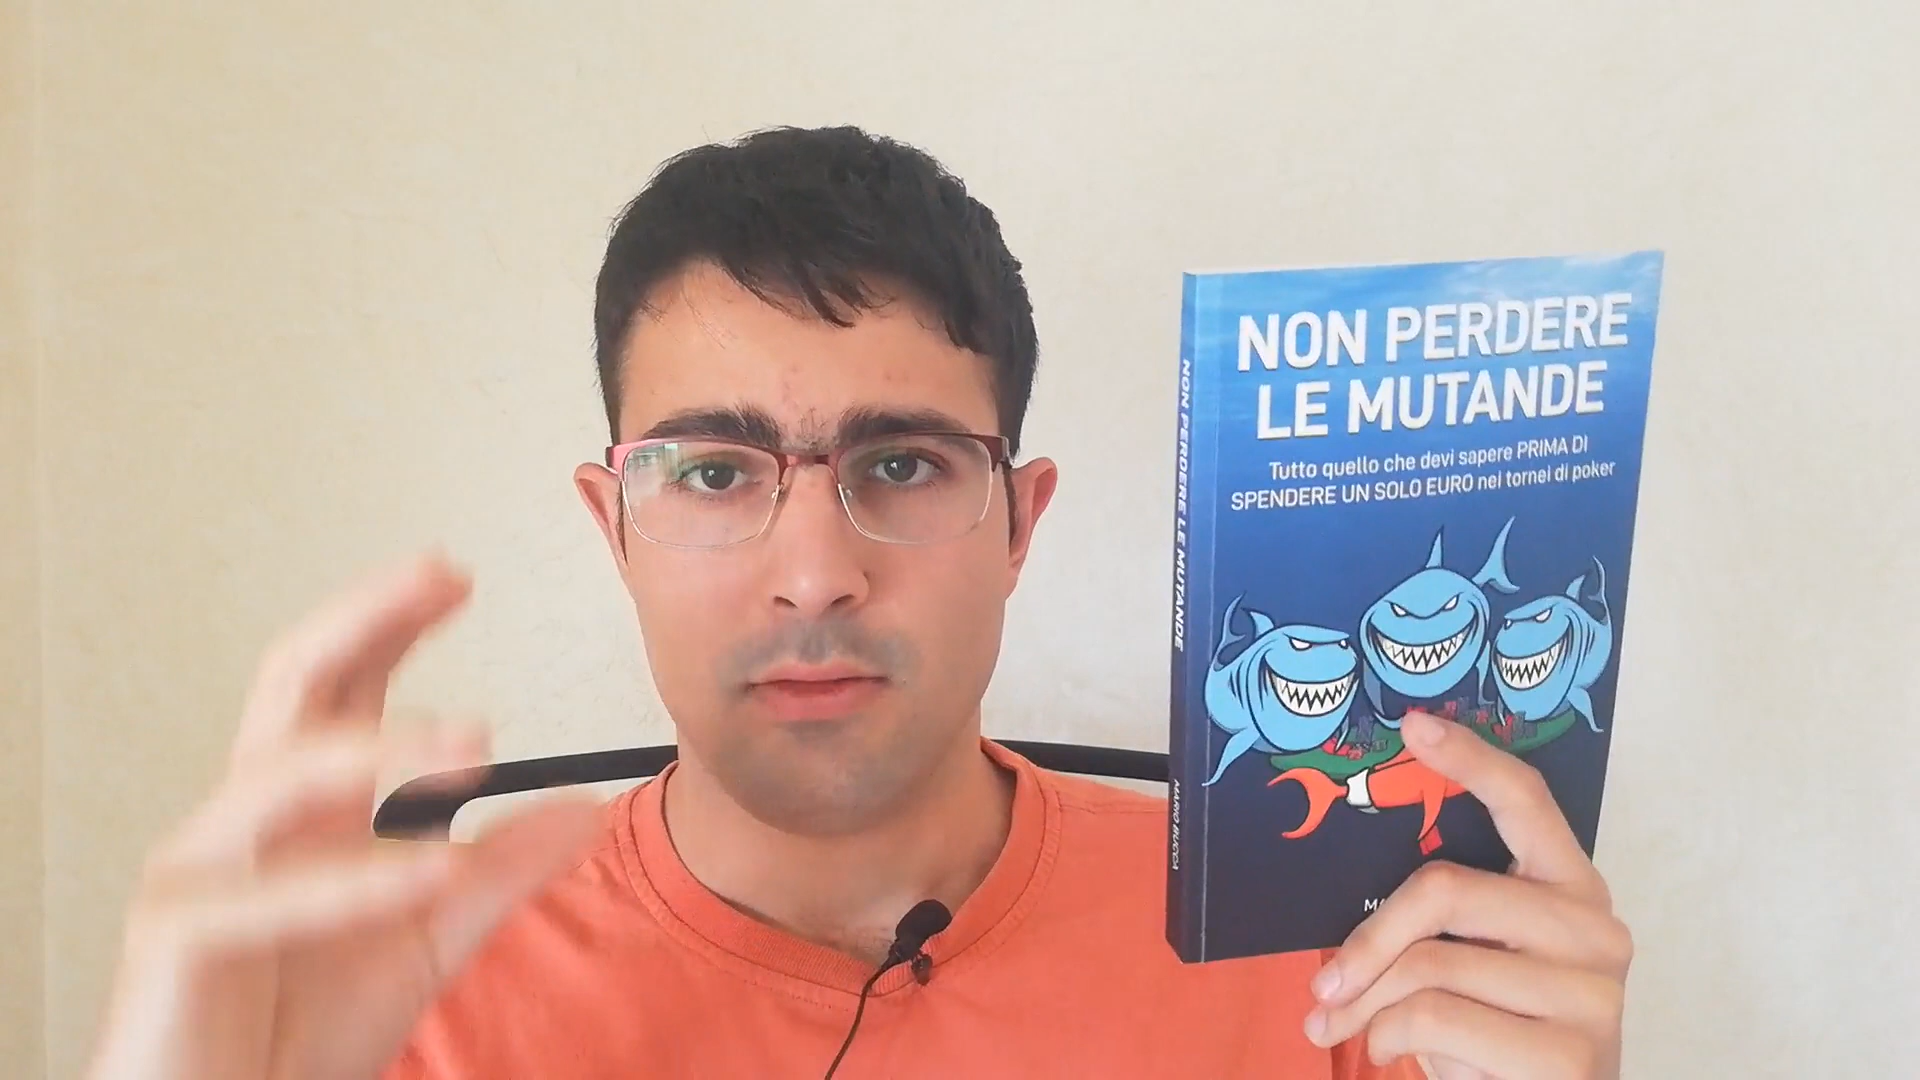 NON PERDERE
LE MUTANDE
Tutto quello che devi sapere PRIMA DI
SPENDERE UN SOLO EURO nei tornei di poker
NON PERDERE LE MUTANDE
MARIO BUCCA